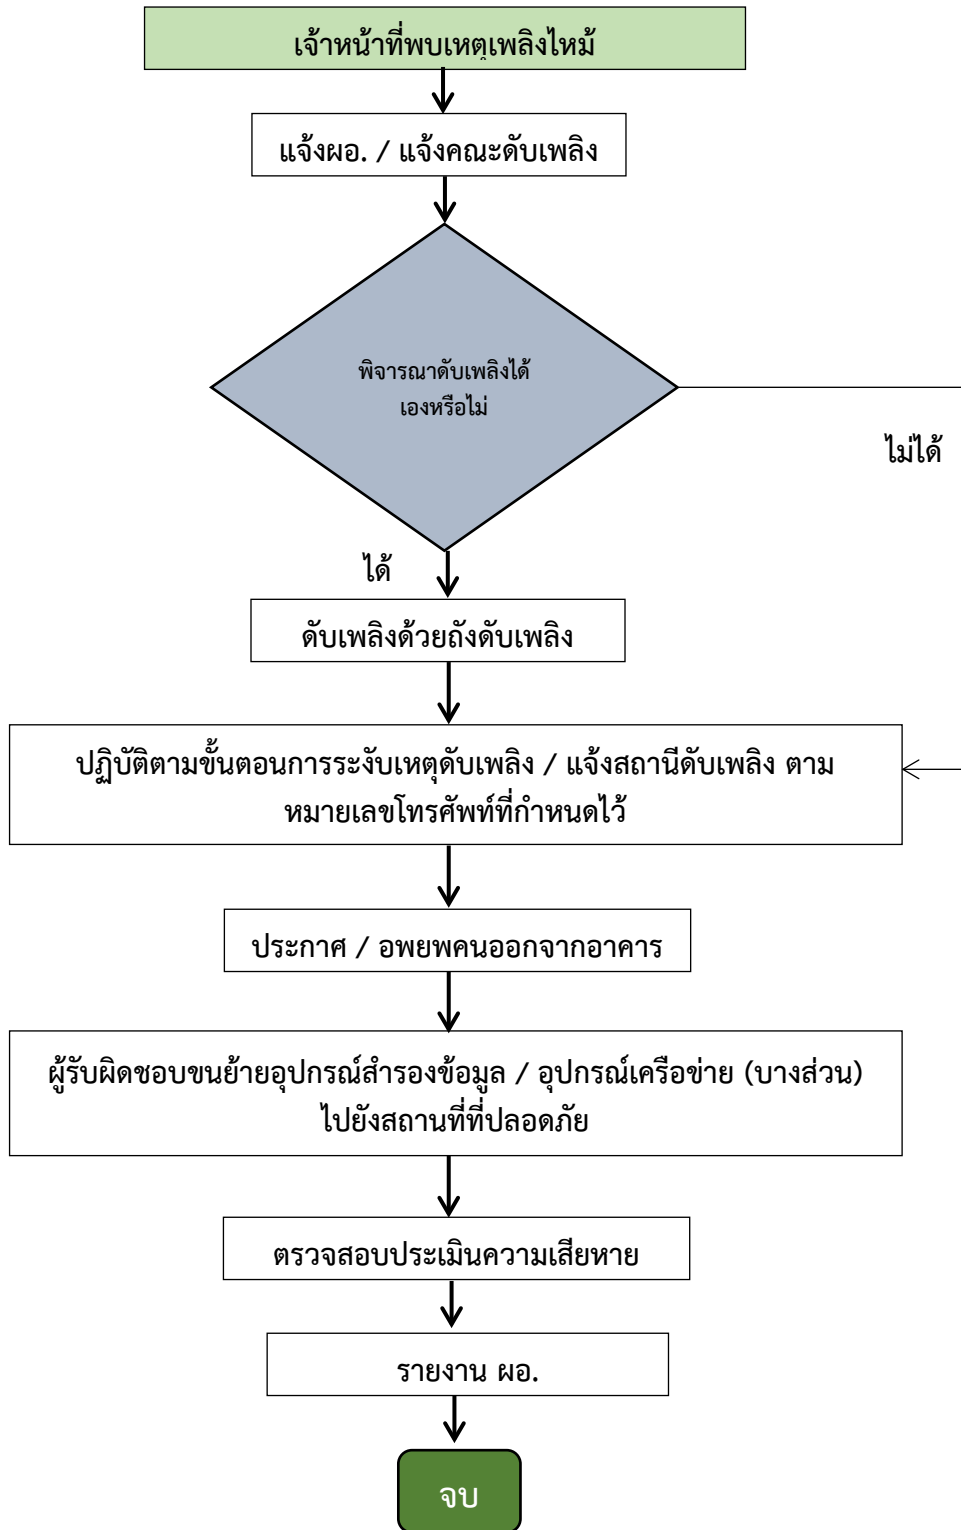 เจ้าหน้าที่พบเหตุเพลิงไหม้
แจ้งผอ. / แจ้งคณะดับเพลิง
พิจารณาดับเพลิงได้
เองหรือไม่
ไม่ได้
ได้
ดับเพลิงด้วยถังดับเพลิง
ปฏิบัติตามขั้นตอนการระงับเหตุดับเพลิง / แจ้งสถานีดับเพลิง ตาม
หมายเลขโทรศัพท์ที่กำหนดไว้
ประกาศ / อพยพคนออกจากอาคาร
ผู้รับผิดชอบขนย้ายอุปกรณ์สำรองข้อมูล / อุปกรณ์เครือข่าย (บางส่วน)
ไปยังสถานที่ที่ปลอดภัย
ตรวจสอบประเมินความเสียหาย
รายงาน ผอ.
จบ